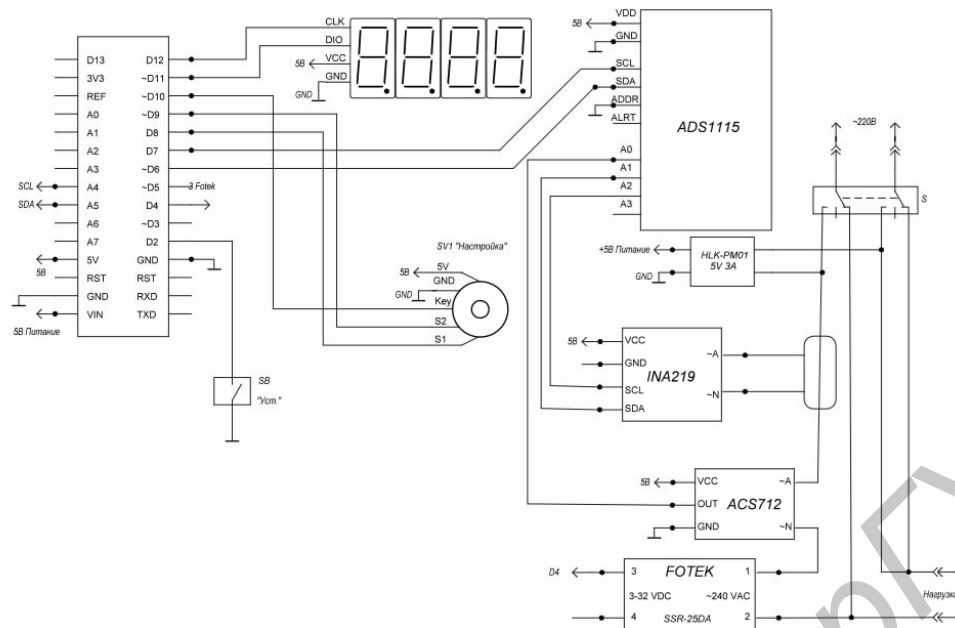 CLK
DIO
VCC
5В
GND
GND
D13
3V3
REF
A0
A1
A2
A3
SCL
A4
SDA
A5
A6
A7
5V
5В
RST
GND
VIN
5В Питание
D12
~D11
~D10
~D9
D8
D7
~D6
~D5
D4
~D3
D2
GND
RST
RXD
TXD
3 Fotek
SB
"Уст."
SV1 "Настройка"
5В
5V
GND
GND
Key
S2
S1
VDD
5В
GND
SCL
SDA
ADDR
ALRT
A0
A1
A2
A3
ADS1115
~220В
S
+5В Питание
GND
HLK-PM01
5V 3A
5В
VCC
GND
SCL
SDA
INA219
~A
~N
5В
VCC
OUT
GND
ACS712
~A
~N
D4
3
FOTEK
1
3-32 VDC
~240 VAC
4
SSR-25DA
2
Нагрузка